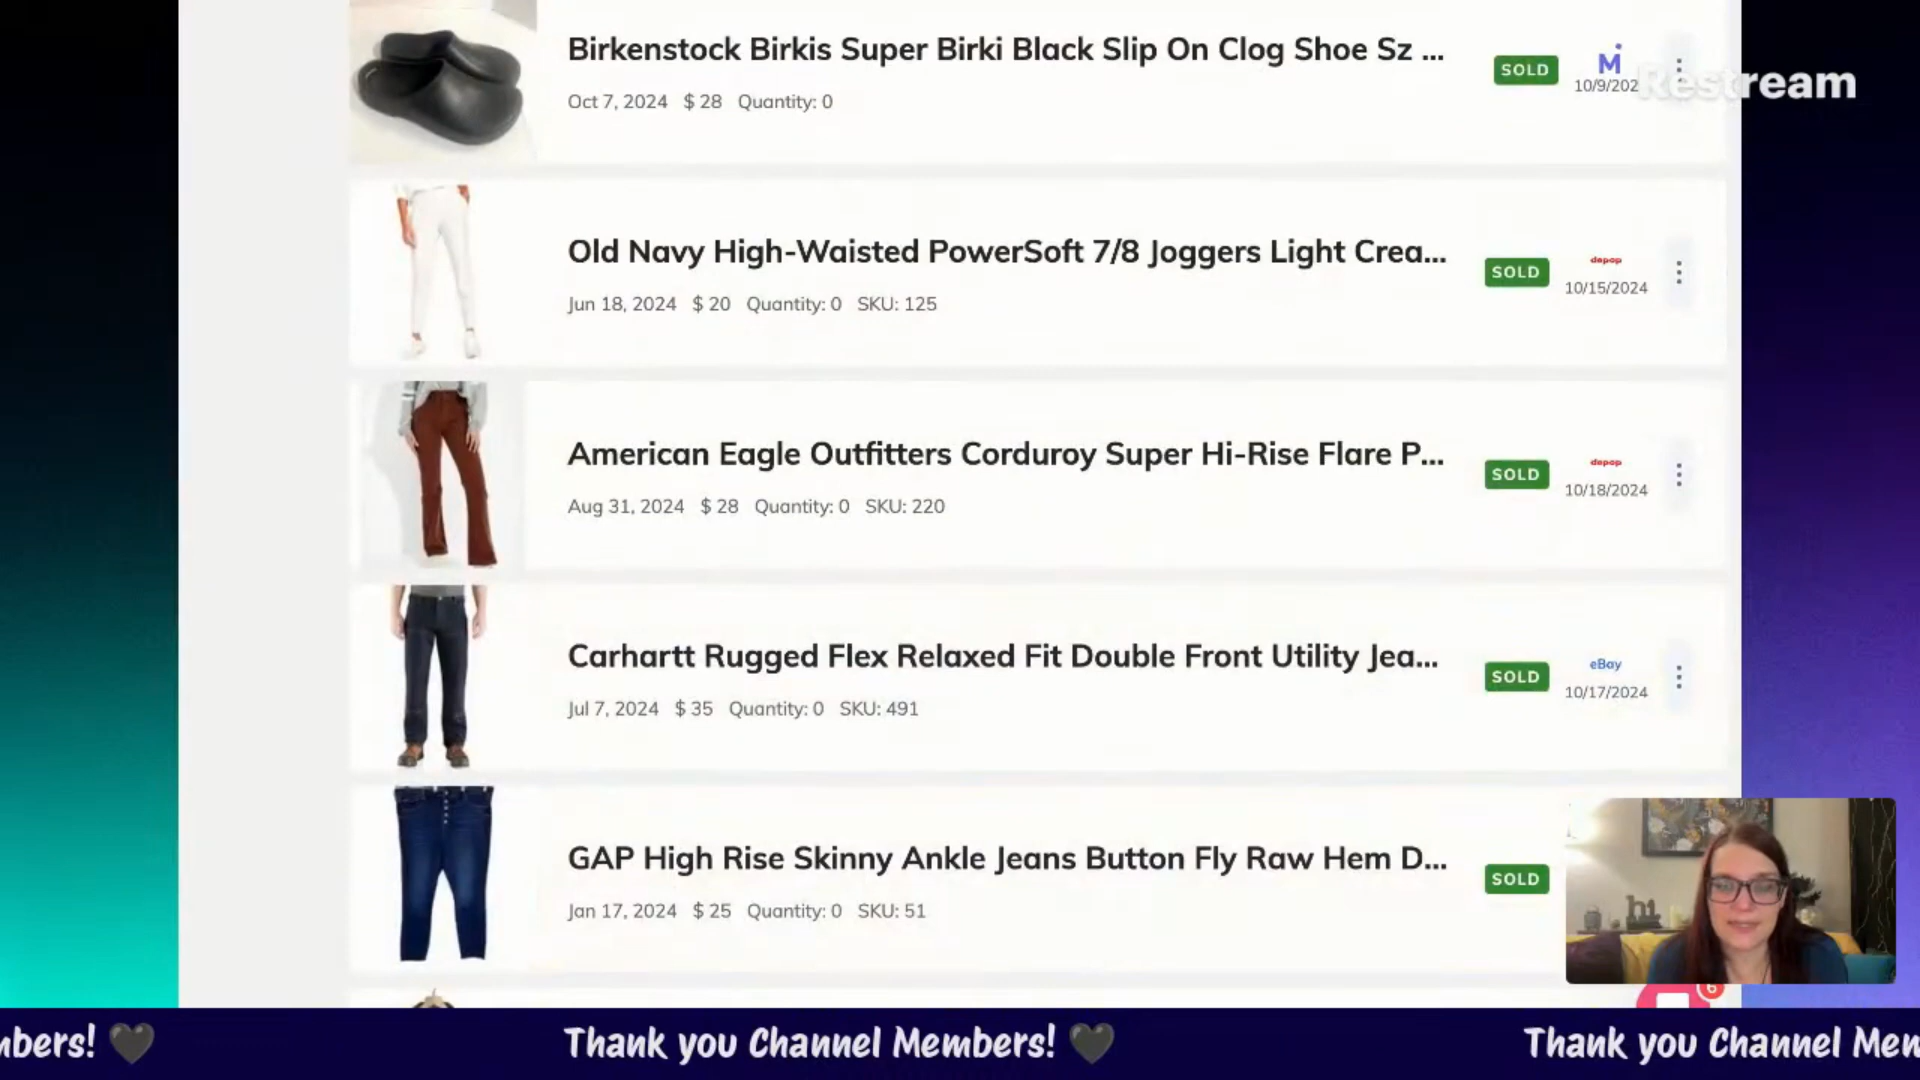 Birkenstock Birkis Super Birki Black Slip On Clog Shoe Sz ...
Oct 7, 2024 $ 28 Quantity: 0
SOLD
M
10/9/202
Restream
Old Navy High-Waisted PowerSoft 7/8 Joggers Light Crea...
Jun 18, 2024 $ 20 Quantity: 0 SKU: 125
SOLD
depop
10/15/2024
American Eagle Outfitters Corduroy Super Hi-Rise Flare P...
Aug 31, 2024 $ 28 Quantity: 0 SKU: 220
SOLD
depop
10/18/2024
Carhartt Rugged Flex Relaxed Fit Double Front Utility Jea...
Jul 7, 2024 $ 35 Quantity: 0 SKU: 491
SOLD
eBay
10/17/2024
GAP High Rise Skinny Ankle Jeans Button Fly Raw Hem D...
Jan 17, 2024 $ 25 Quantity: 0 SKU: 51
SOLD
hi
6
mbers! 🖤 Thank you Channel Members! 🖤 Thank you Channel Mem